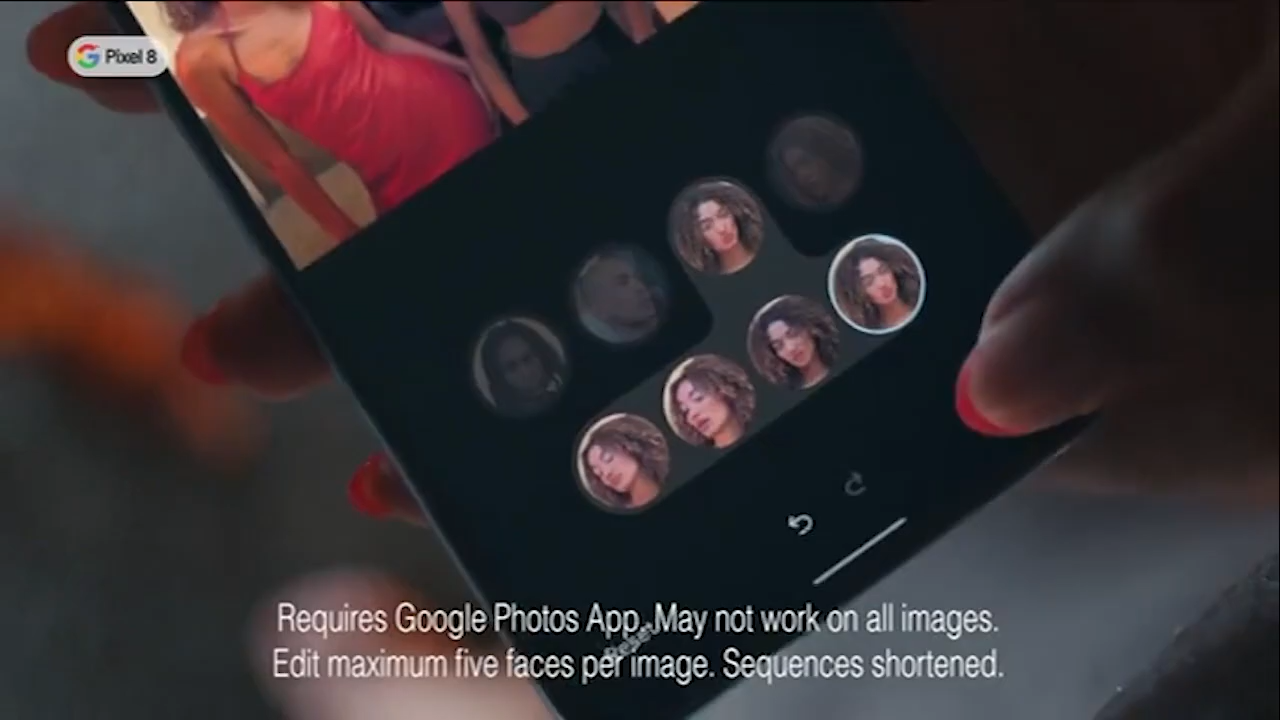 Pixel 8
Requires Google Photos App. May not work on all images.
Reset
Edit maximum five faces per image. Sequences shortened.